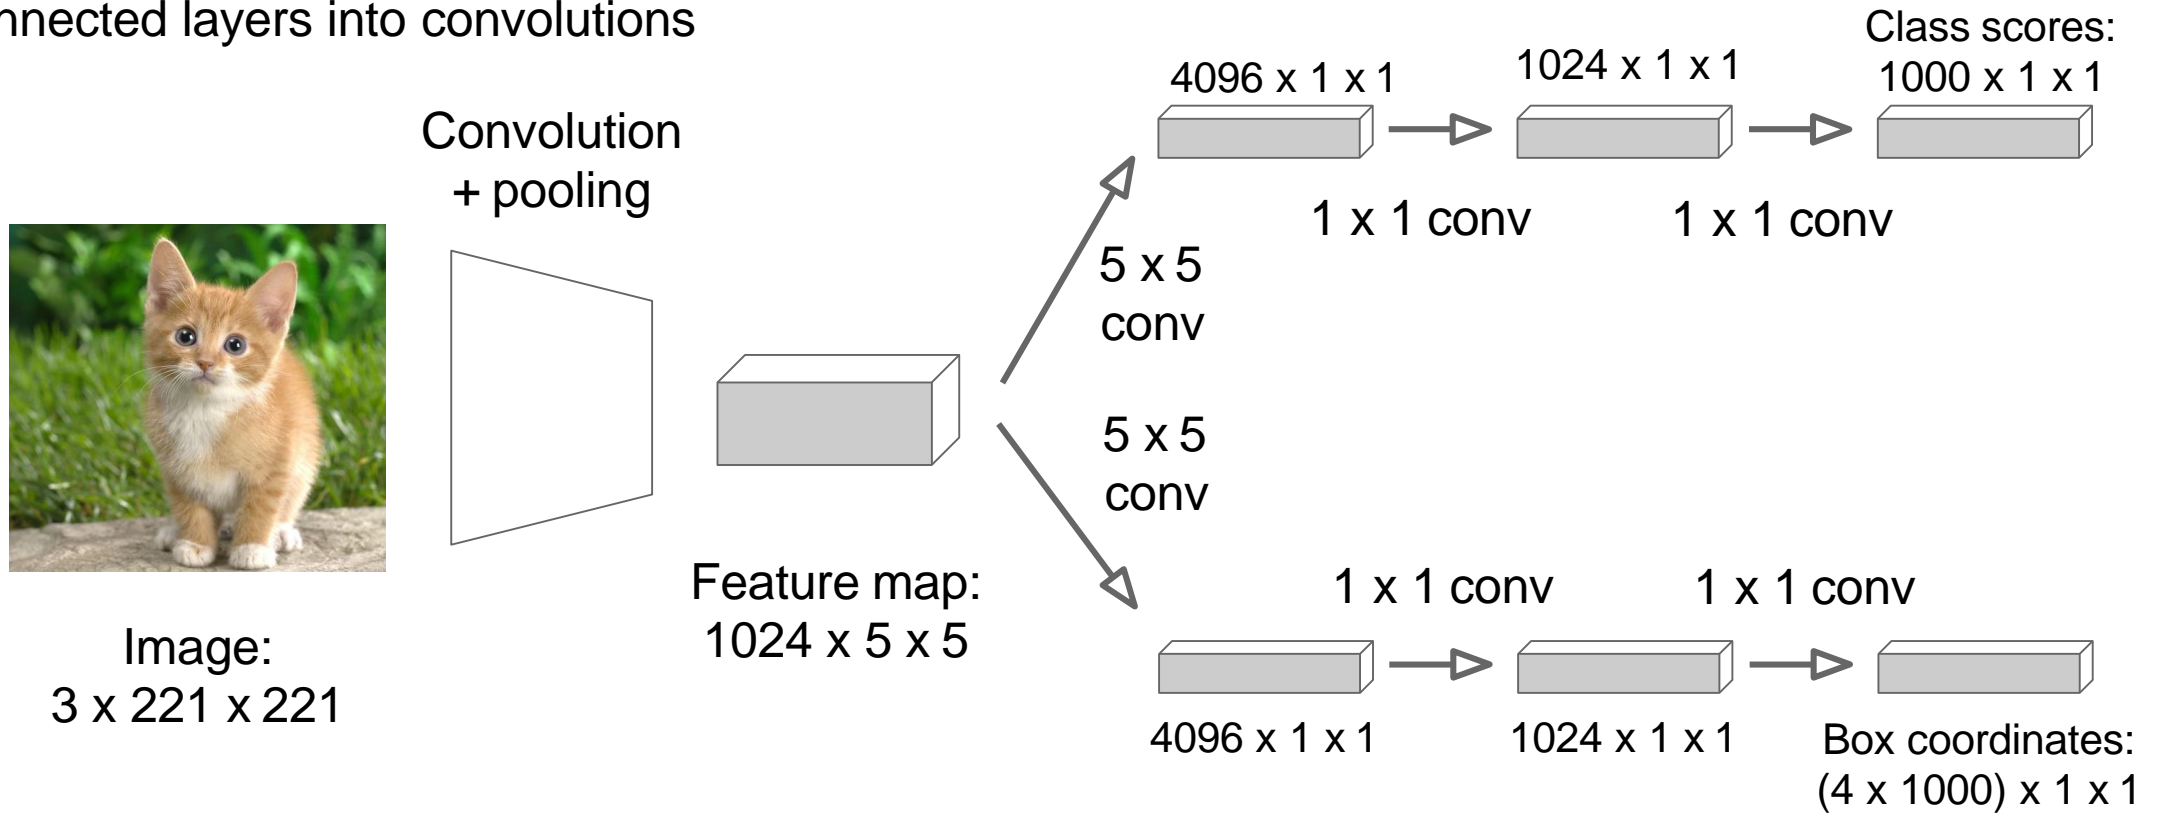 layers into convolutions
Convolution
+ pooling
Image:
3 x 221 x 221
Feature map:
1024 x 5 x 5
5 x 5
conv
5 x 5
conv
4096 x 1 x 1
1024 x 1 x 1
Class scores:
1000 x 1 x 1
1 x 1 conv
1 x 1 conv
1 x 1 conv
1 x 1 conv
4096 x 1 x 1
1024 x 1 x 1
Box coordinates:
(4 x 1000) x 1 x 1